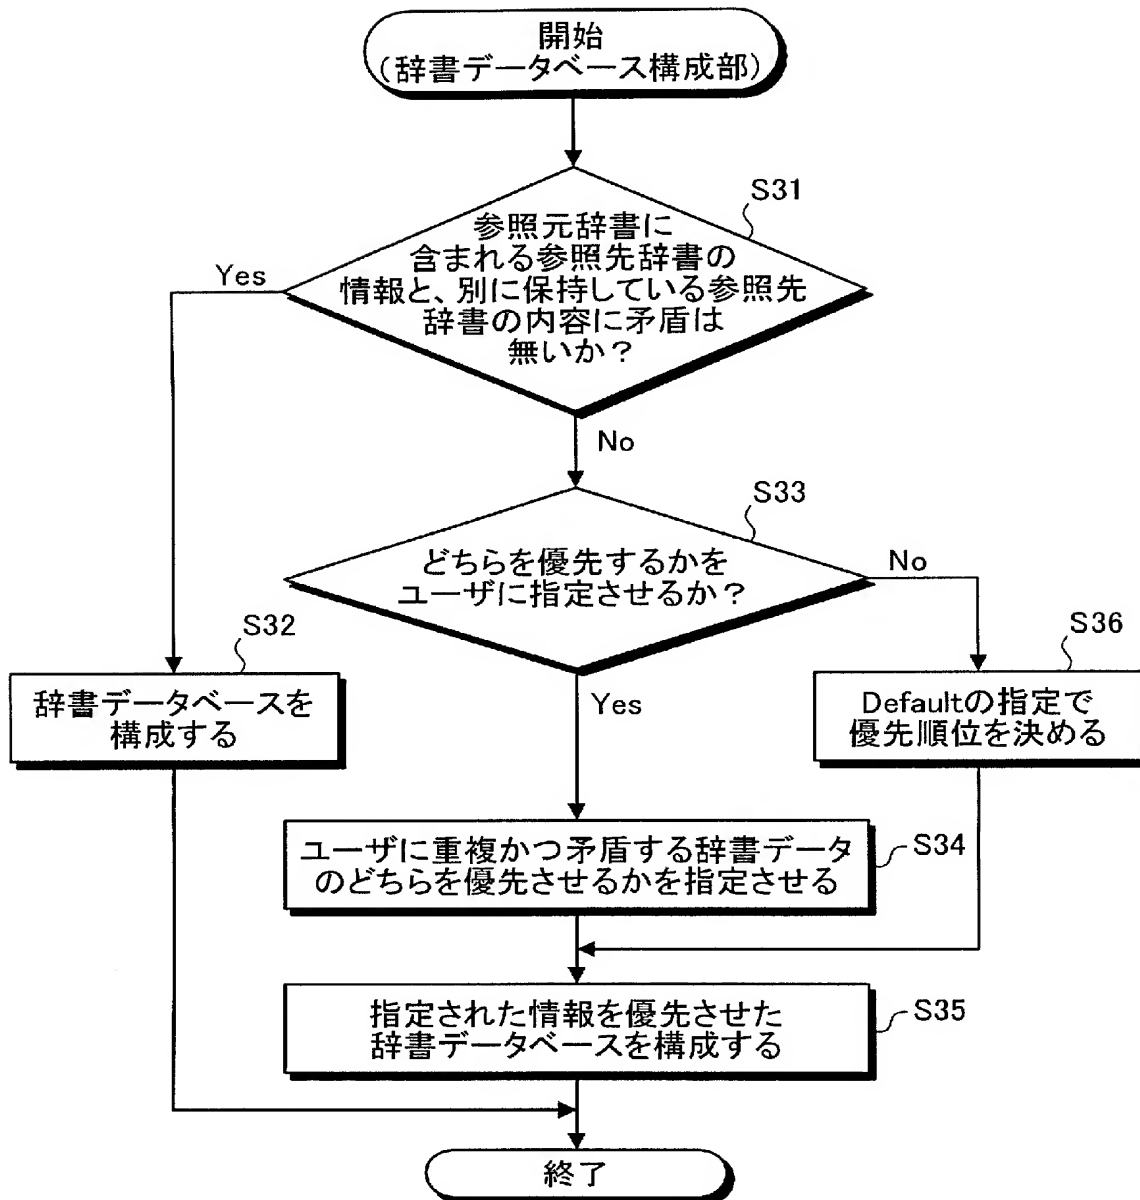 開始
(辞書データベース構成部)
S31
参照元辞書に
含まれる参照先辞書の
情報と、別に保持している参照先
辞書の内容に矛盾は
無いか？
Yes
No
S33
どちらを優先するかを
ユーザに指定させるか？
No
S32
辞書データベースを
構成する
Yes
S36
Defaultの指定で
優先順位を決める
ユーザに重複かつ矛盾する辞書データ
のどちらを優先させるかを指定させる
S34
指定された情報を優先させた
辞書データベースを構成する
S35
終了